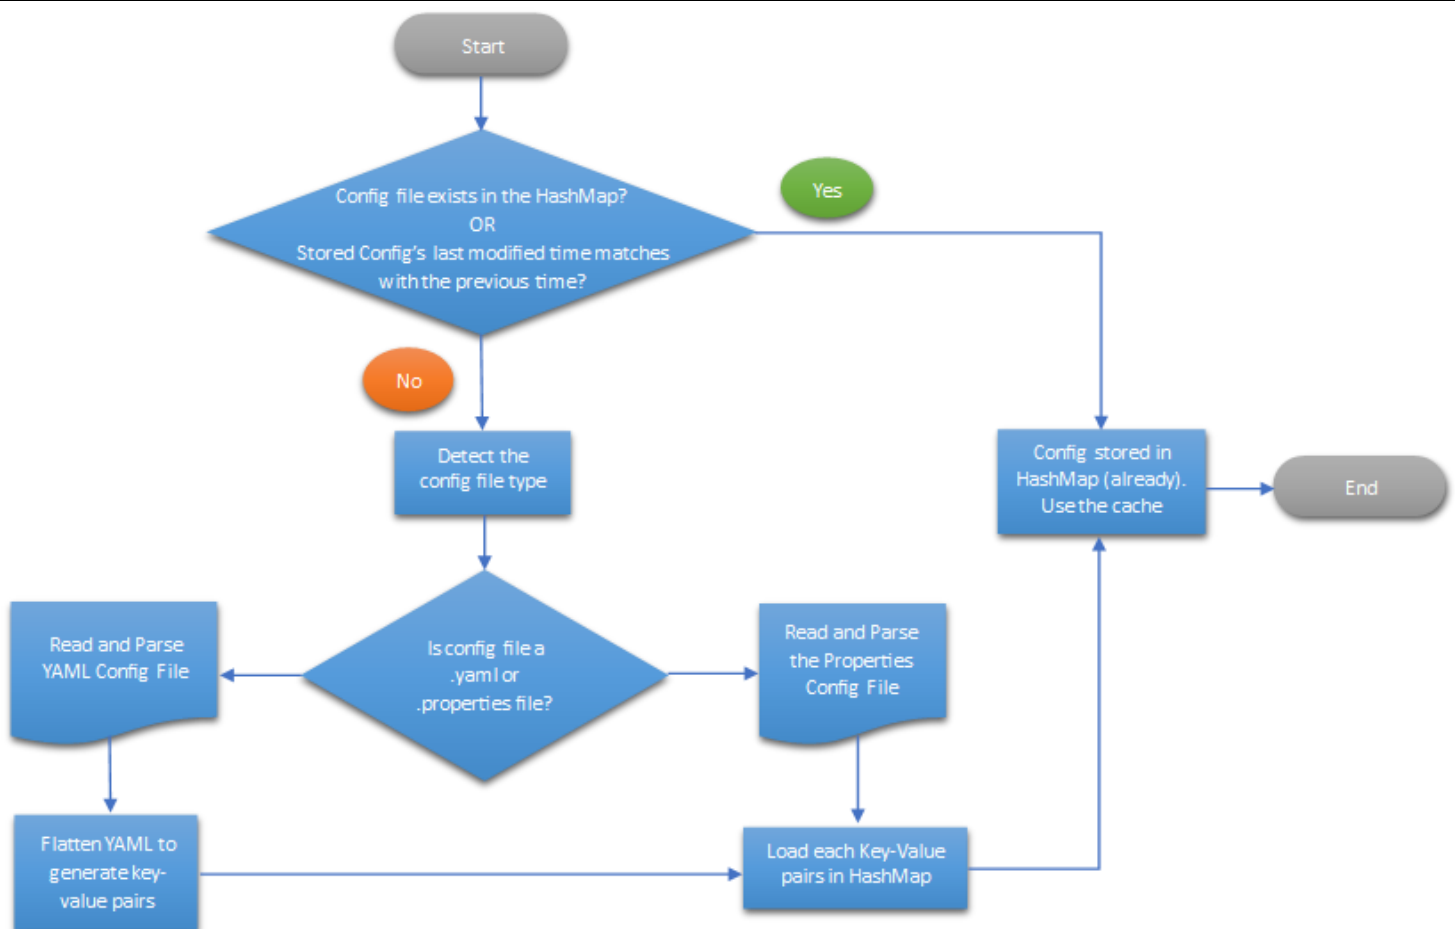 Start
Config file exists in the HashMap?
OR
Stored Config's last modified time matches
with the previous time?
Yes
No
Detect the
config file type
Config stored in
HashMap (already).
Use the cache
End
Is config file a
.yaml or
.properties file?
Read and Parse
YAML Config File
Read and Parse
the Properties
Config File
Flatten YAML to
generate key-
value pairs
Load each Key-Value
pairs in HashMap